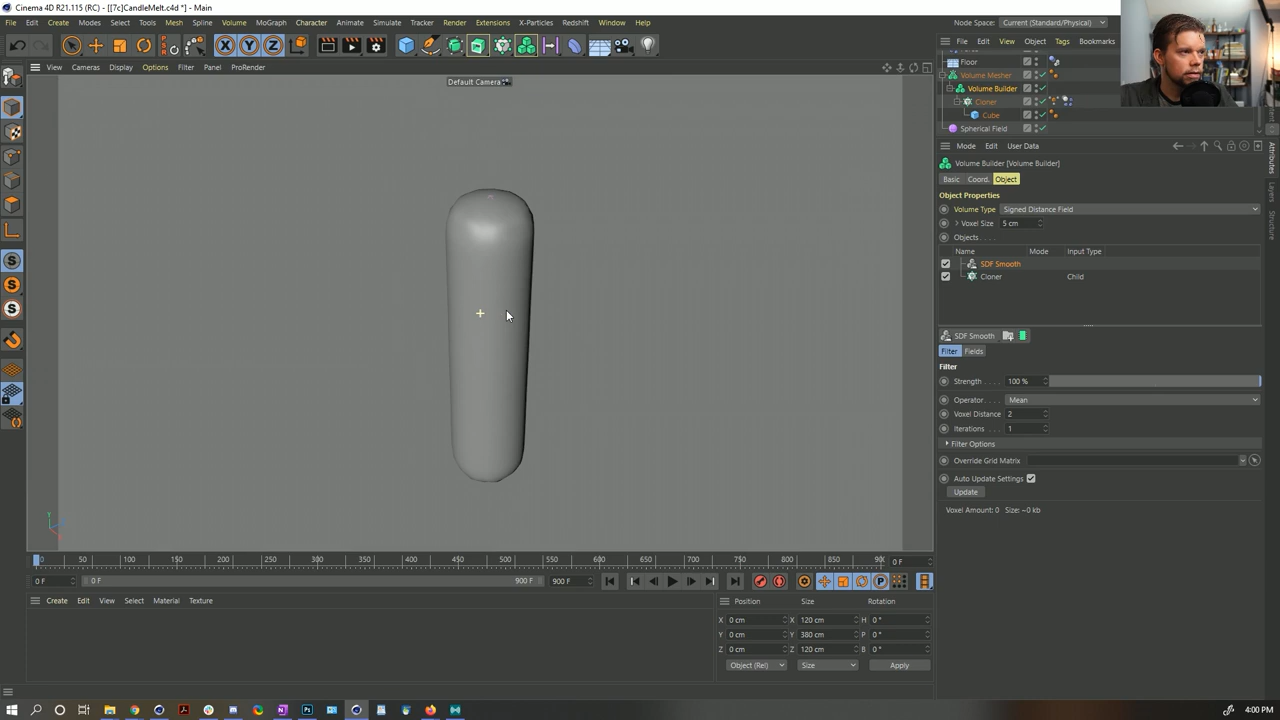 Cinema 4D R21.115 (RC) - [[7c]CandleMelt.c4d *] - Main
File Edit Create Modes Select Tools Mesh Spline Volume MoGraph Character Animate Simulate Tracker Render Extensions X-Particles Redshift Window Help
Node Space: Current (Standard/Physical)
File Edit View Object Tags Bookmarks
X Y Z
View Cameras Display Options Filter Panel ProRender
Default Camera
Floor
Volume Mesher
Volume Builder
Cloner
Cube
Spherical Field
Mode Edit User Data
Volume Builder [Volume Builder]
Basic Coord. Object
Object Properties
Volume Type Signed Distance Field
Voxel Size 5 cm
Objects . . . .
Name Mode Input Type
SDF Smooth
Cloner Child
SDF Smooth
Filter Fields
Filter
Strength . . . . 100 %
Operator . . . . Mean
Voxel Distance 2
Iterations . . . 1
Filter Options
Override Grid Matrix
Auto Update Settings
Update
Voxel Amount: 0 Size: ~0 kb
Attributes
Layers
Structure
Y
0 50 100 150 200 250 300 350 400 450 500 550 600 650 700 750 800 850 90 0 F
0 F 0 F 900 F 900 F
P
Create Edit View Select Material Texture
Position Size Rotation
X 0 cm X 120 cm H 0 °
Y 0 cm Y 380 cm P 0 °
Z 0 cm Z 120 cm B 0 °
Object (Rel) Size Apply
4:00 PM